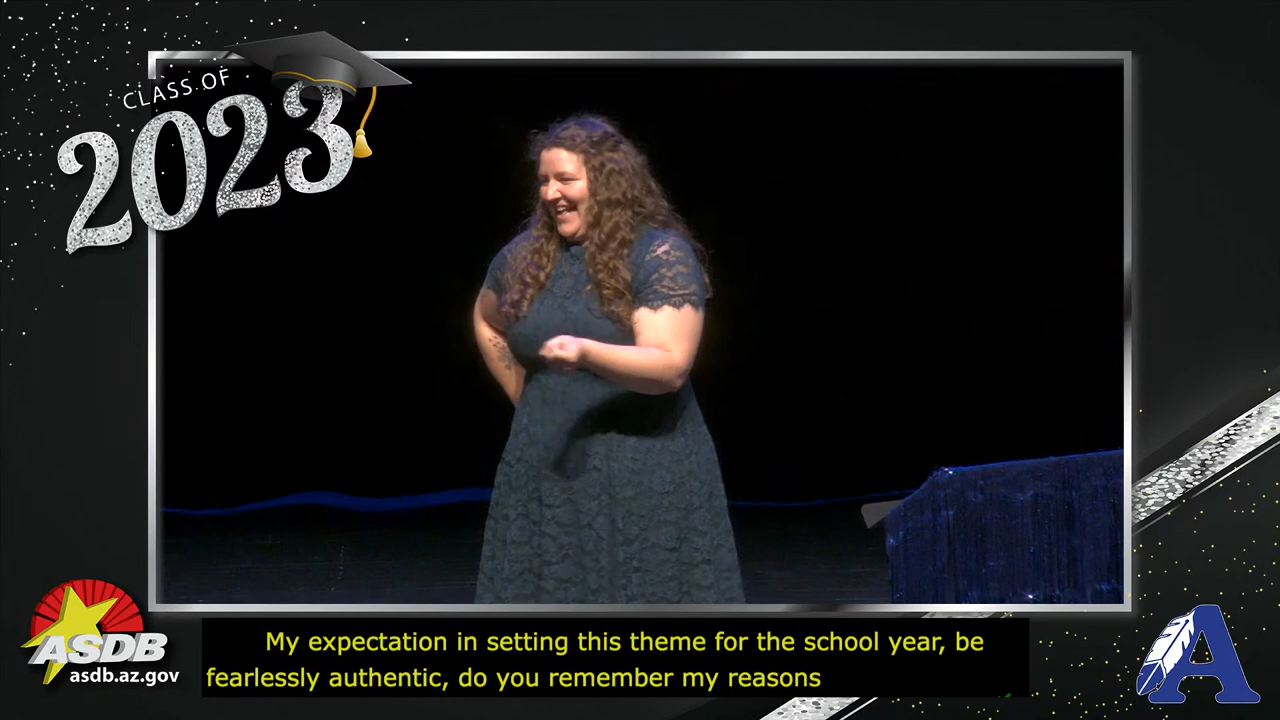 CLASS OF
2023
ASDB
asdb.az.gov
My expectation in setting this theme for the school year, be
fearlessly authentic, do you remember my reasons
A